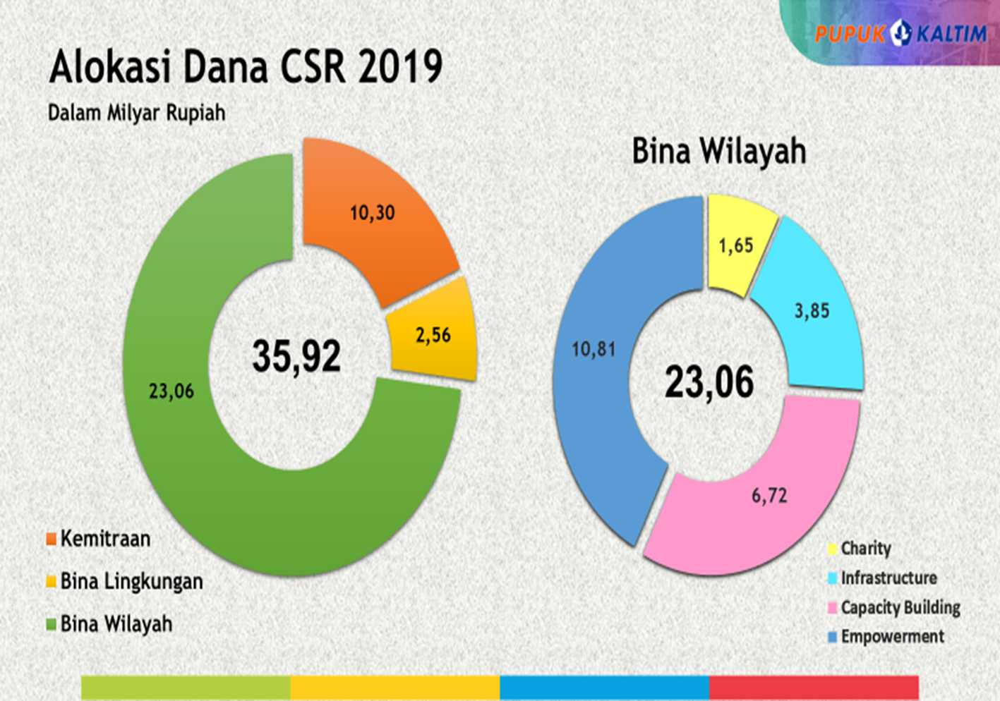 PUPUK KALTIM
Alokasi Dana CSR 2019
Dalam Milyar Rupiah
10,30
2,56
35,92
23,06
Kemitraan
Bina Lingkungan
Bina Wilayah
Bina Wilayah
1,65
3,85
10,81
23,06
6,72
Charity
Infrastructure
Capacity Building
Empowerment